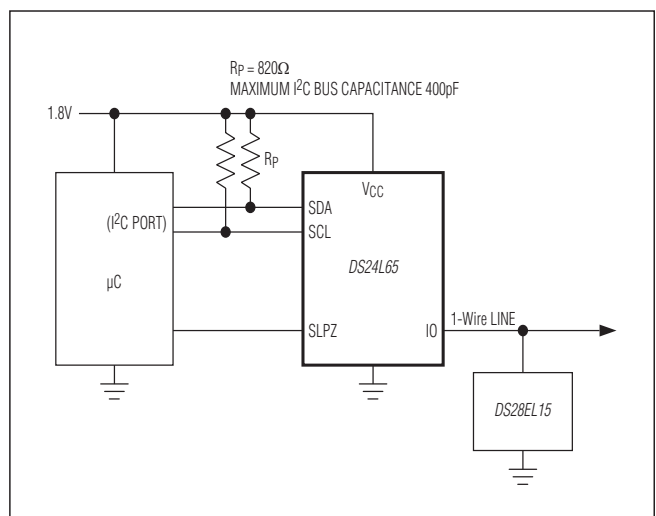 RP = 820Ω
MAXIMUM I²C BUS CAPACITANCE 400pF
1.8V
RP
VCC
SDA
(I²C PORT)
SCL
DS24L65
µC
SLPZ
IO
1-Wire LINE
DS28EL15